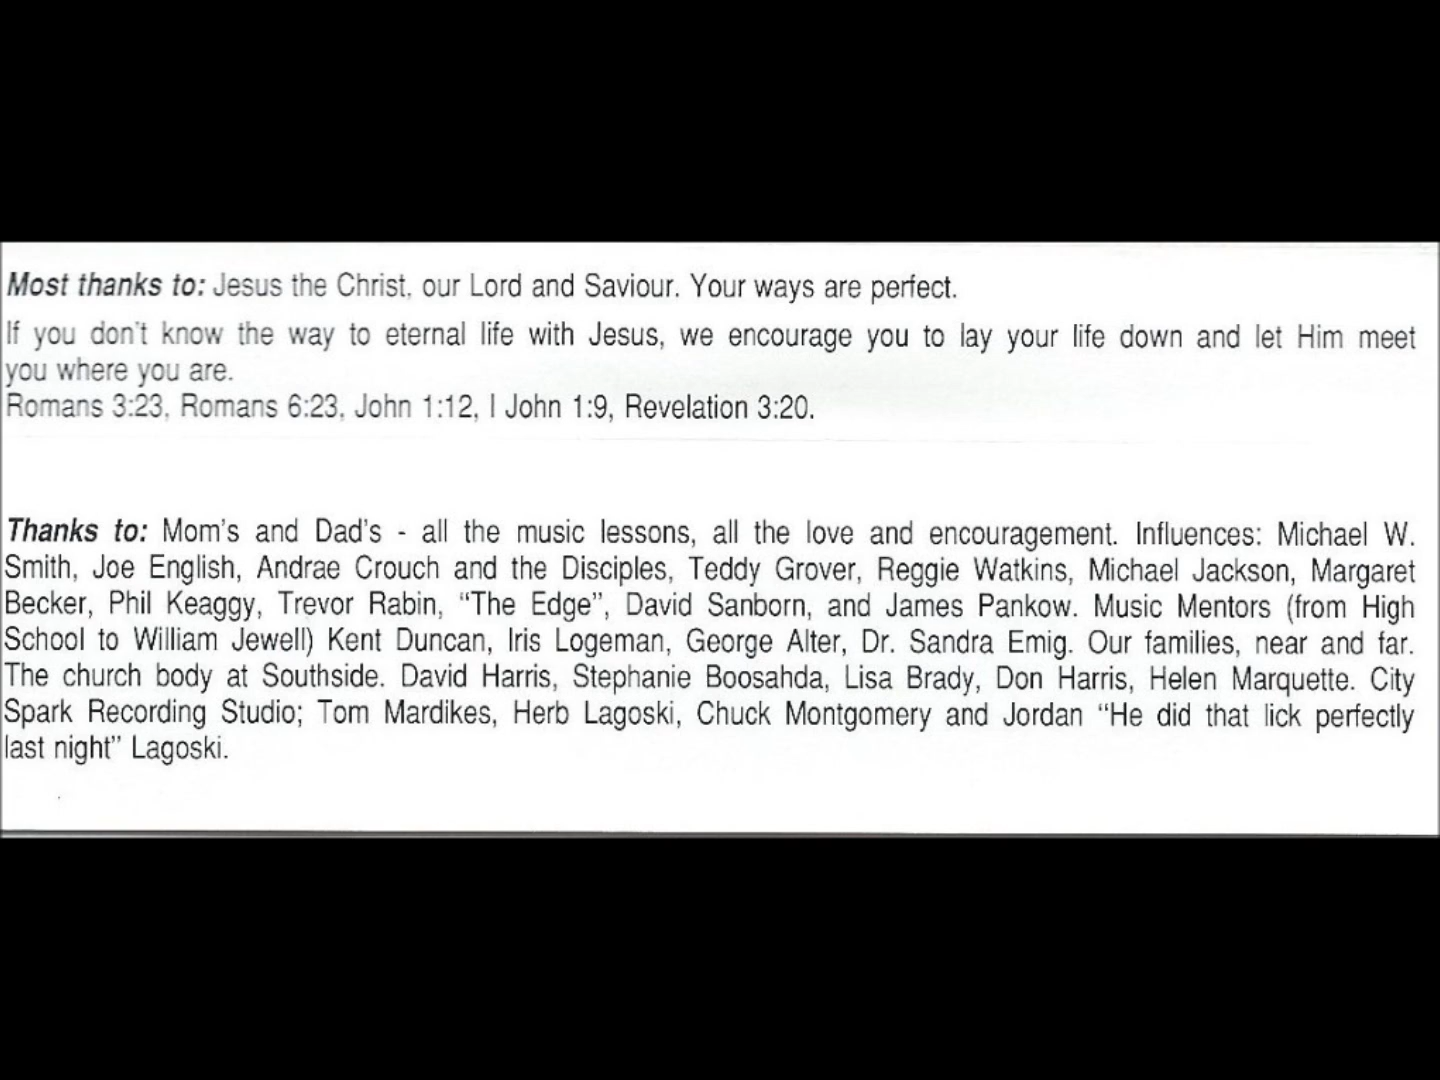 Most thanks to: Jesus the Christ, our Lord and Saviour. Your ways are perfect.
If you don't know the way to eternal life with Jesus, we encourage you to lay your life down and let Him meet
you where you are.
Romans 3:23, Romans 6:23, John 1:12, I John 1:9, Revelation 3:20.
Thanks to: Mom's and Dad's - all the music lessons, all the love and encouragement. Influences: Michael W.
Smith, Joe English, Andrae Crouch and the Disciples, Teddy Grover, Reggie Watkins, Michael Jackson, Margaret
Becker, Phil Keaggy, Trevor Rabin, “The Edge”, David Sanborn, and James Pankow. Music Mentors (from High
School to William Jewell) Kent Duncan, Iris Logeman, George Alter, Dr. Sandra Emig. Our families, near and far.
The church body at Southside. David Harris, Stephanie Boosahda, Lisa Brady, Don Harris, Helen Marquette. City
Spark Recording Studio; Tom Mardikes, Herb Lagoski, Chuck Montgomery and Jordan “He did that lick perfectly
last night” Lagoski.